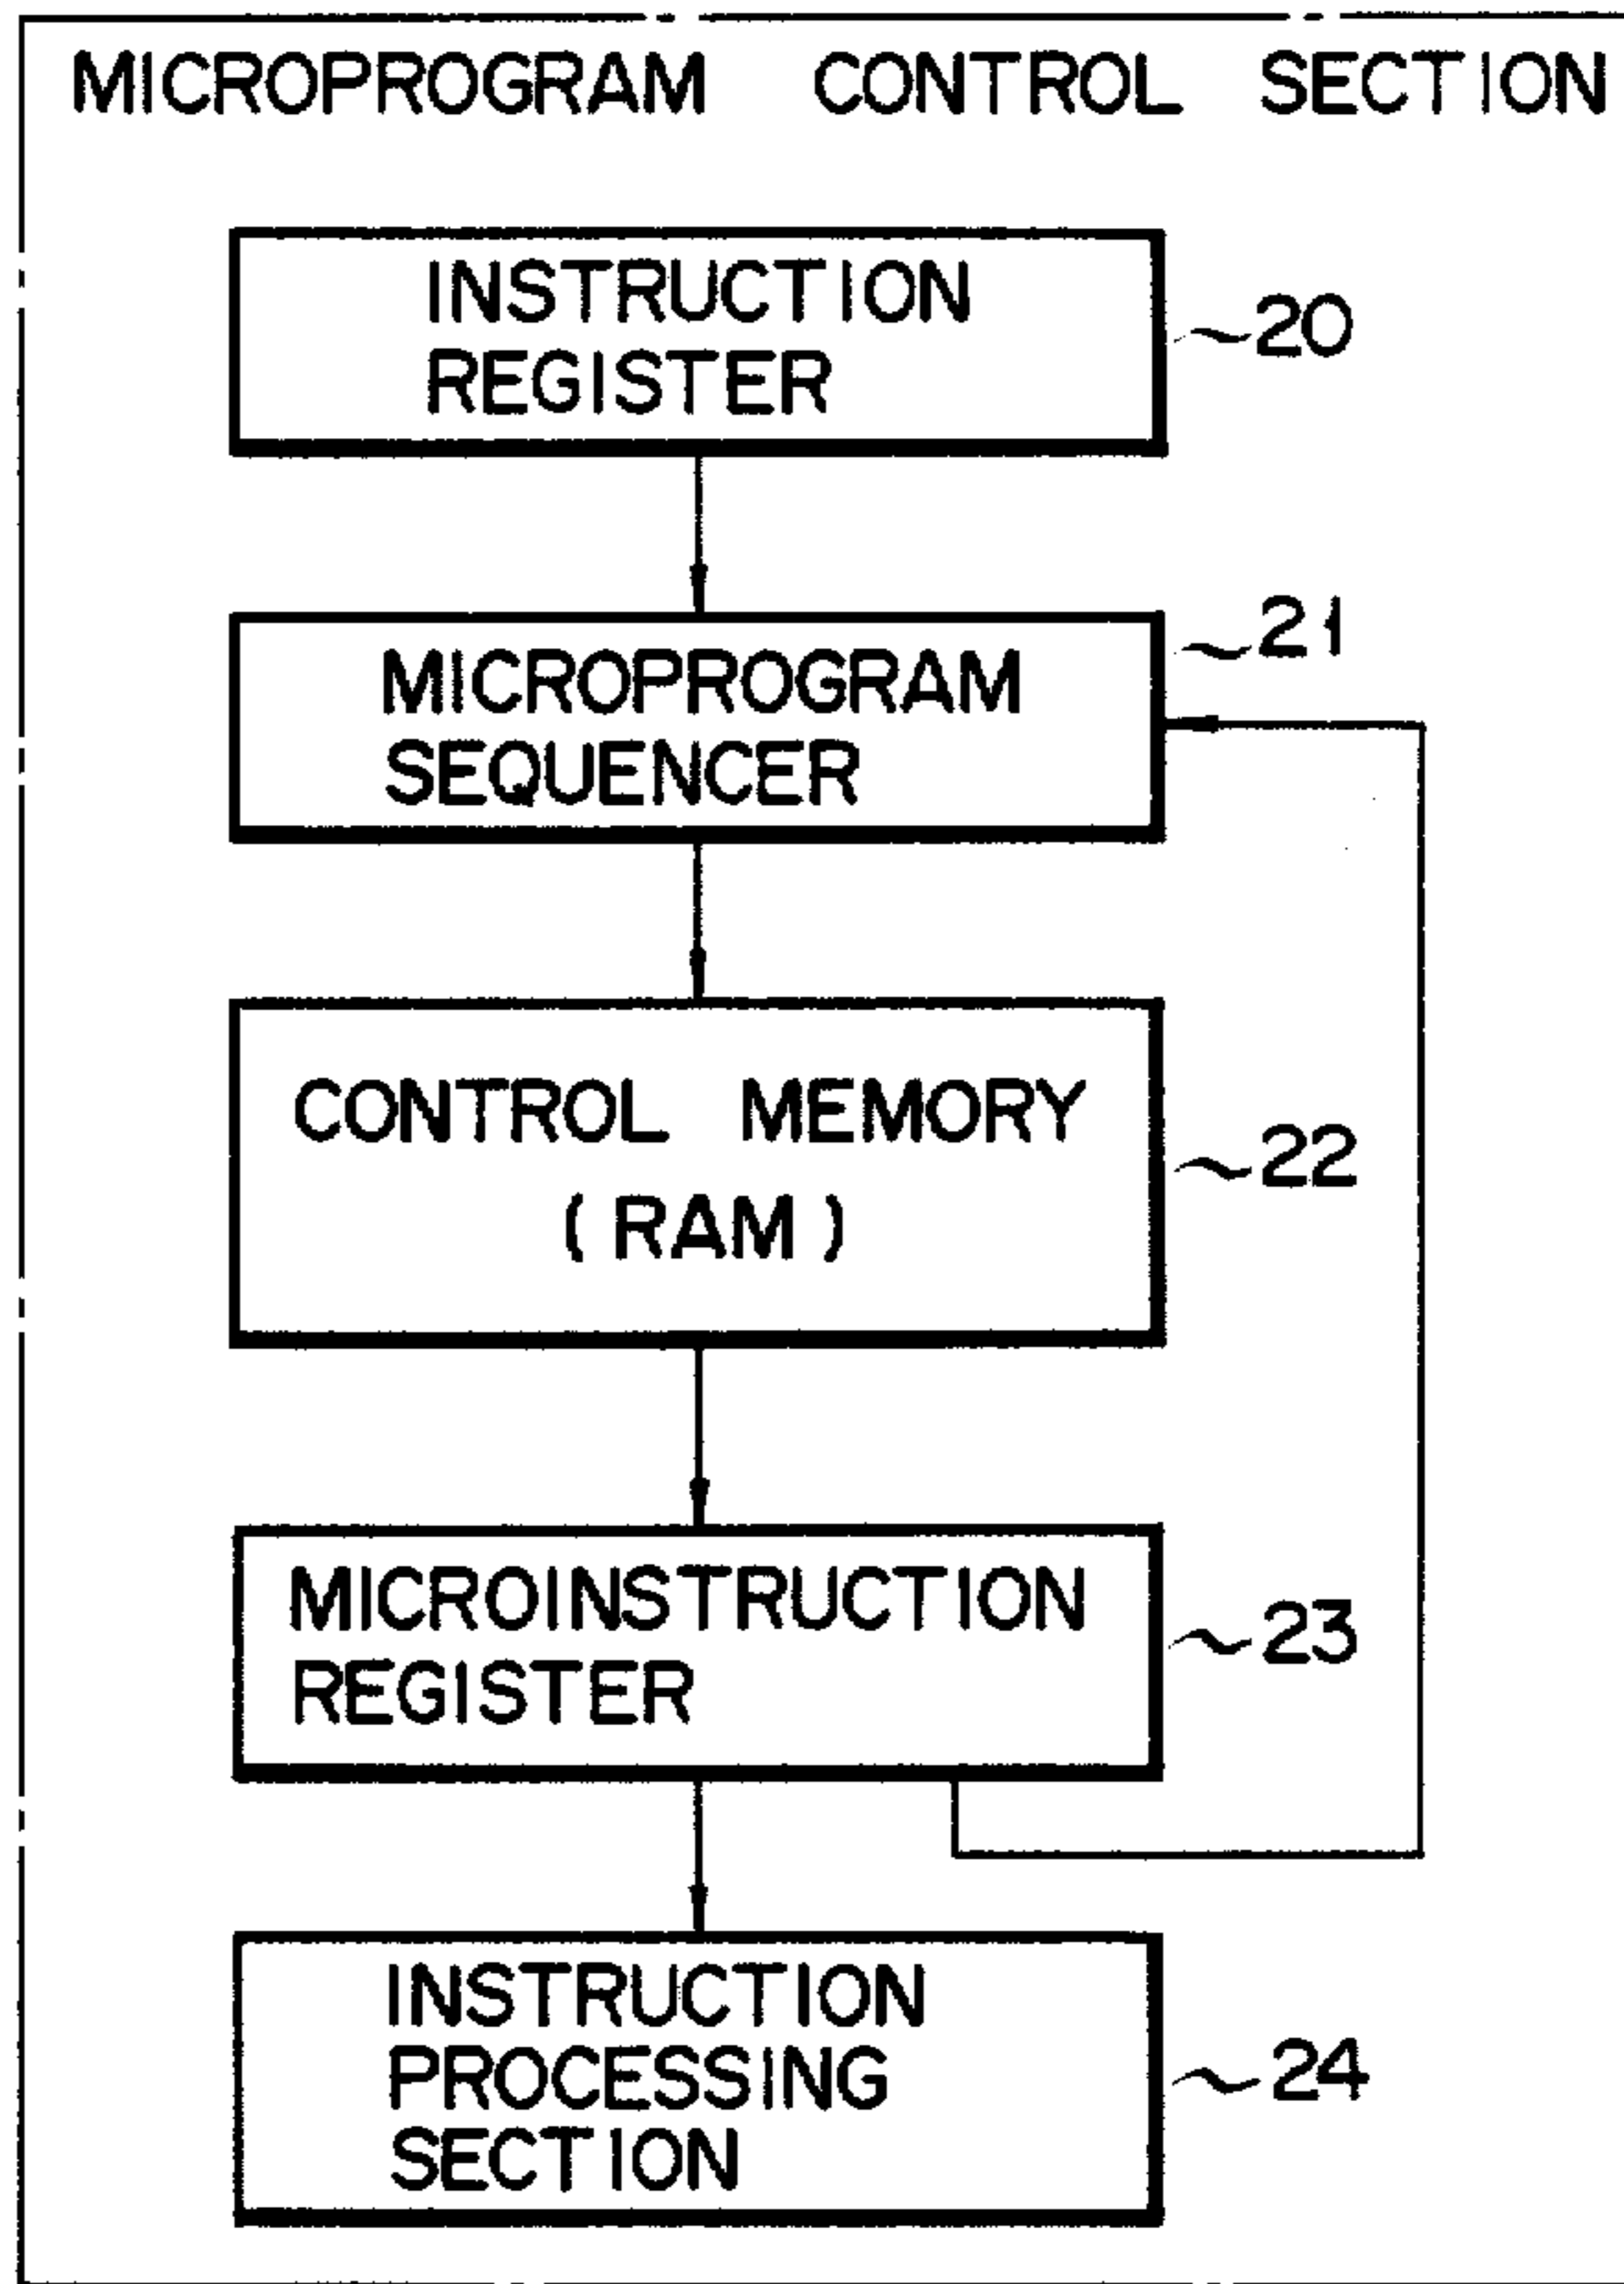 MICROPROGRAM CONTROL SECTION
INSTRUCTION
REGISTER
20
MICROPROGRAM
SEQUENCER
21
CONTROL MEMORY
(RAM)
22
MICROINSTRUCTION
REGISTER
23
INSTRUCTION
PROCESSING
SECTION
24